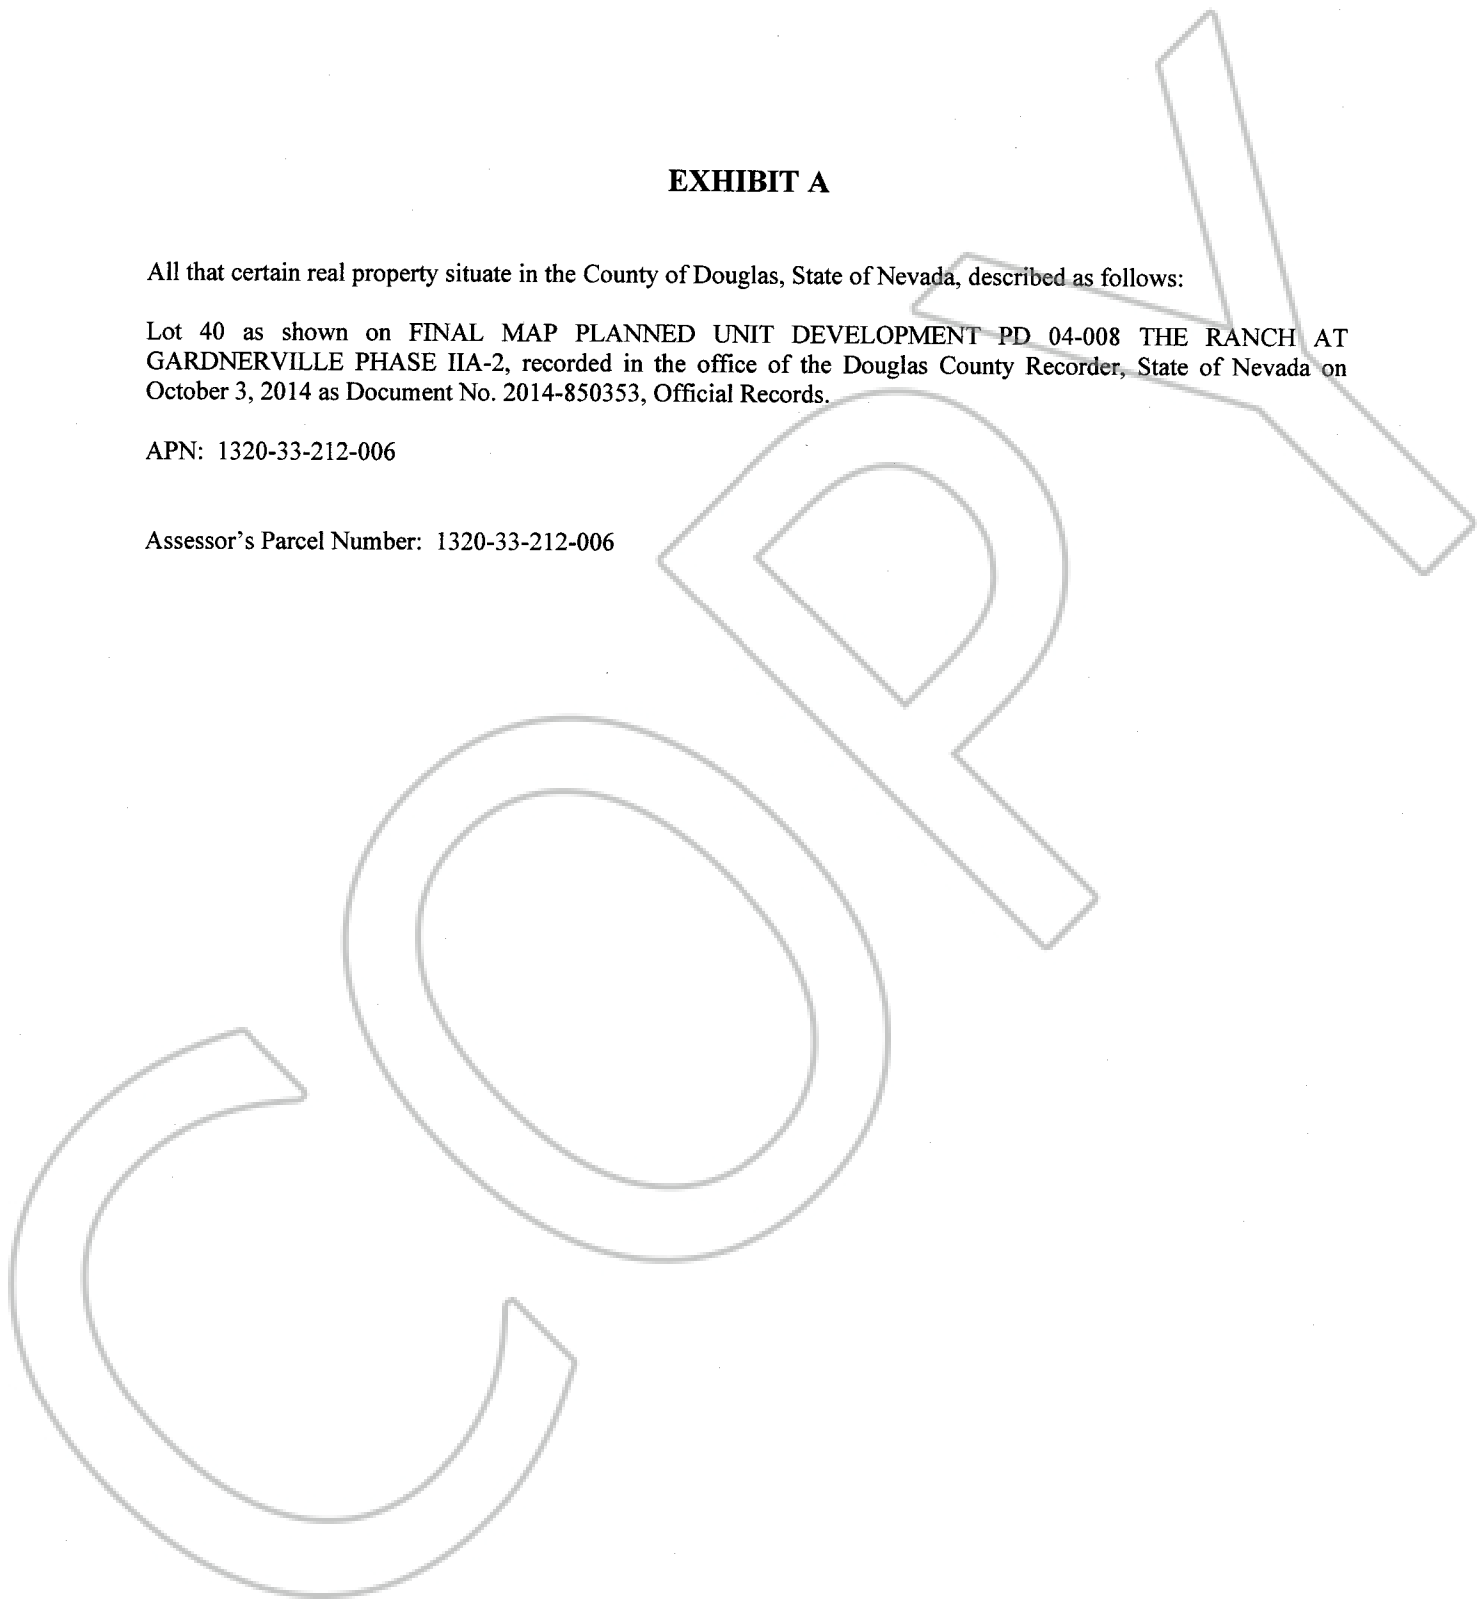 EXHIBIT A
All that certain real property situate in the County of Douglas, State of Nevada, described as follows:
Lot 40 as shown on FINAL MAP PLANNED UNIT DEVELOPMENT PD 04-008 THE RANCH AT
GARDNERVILLE PHASE IIA-2, recorded in the office of the Douglas County Recorder, State of Nevada on
October 3, 2014 as Document No. 2014-850353, Official Records.
APN: 1320-33-212-006
Assessor's Parcel Number: 1320-33-212-006
COPY